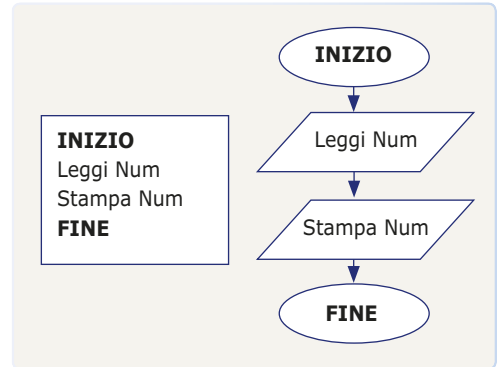 INIZIO
Leggi Num
Stampa Num
FINE
INIZIO
Leggi Num
Stampa Num
FINE